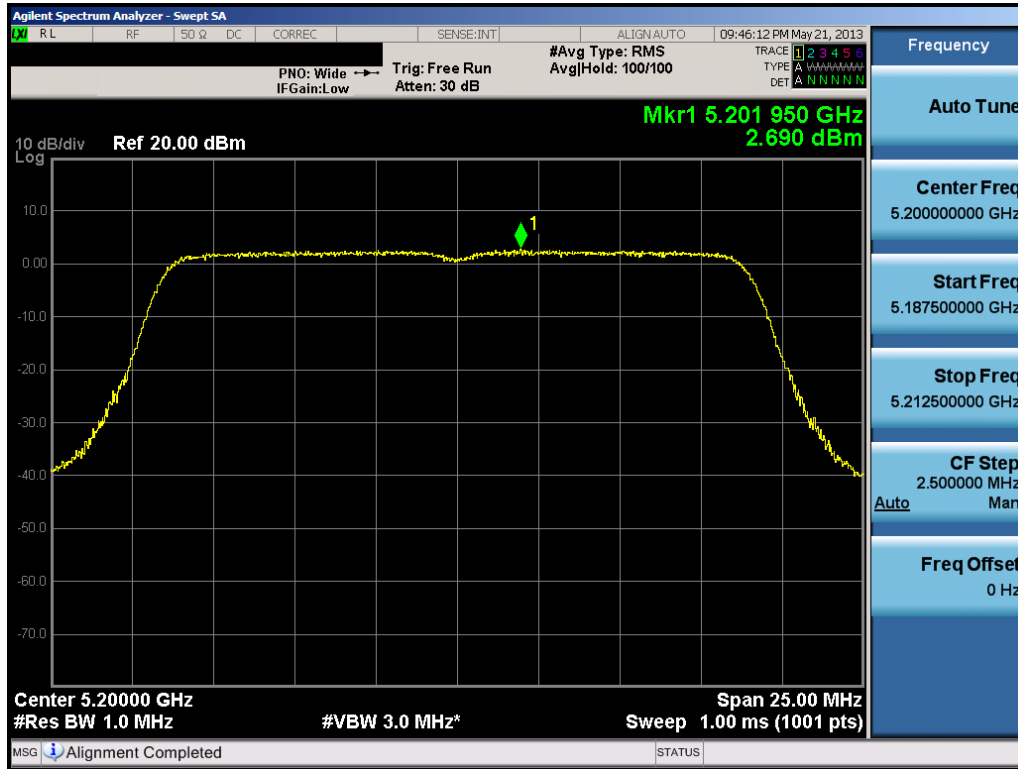 Agilent Spectrum Analyzer - Swept SA
LXI RL RF 50 Ω DC CORREC SENSE:INT ALIGN AUTO 09:46:12 PM May 21, 2013
PNO: Wide
IFGain:Low
Trig: Free Run
Atten: 30 dB
#Avg Type: RMS
Avg|Hold: 100/100
TRACE 1 2 3 4 5 6
TYPE A WWWWW
DET A N N N N N
Mkr1 5.201 950 GHz
2.690 dBm
10 dB/div Ref 20.00 dBm
Log
10.0
0.00
-10.0
-20.0
-30.0
-40.0
-50.0
-60.0
-70.0
1
Center 5.20000 GHz Span 25.00 MHz
#Res BW 1.0 MHz #VBW 3.0 MHz* Sweep 1.00 ms (1001 pts)
MSG Alignment Completed STATUS
Frequency
Auto Tune
Center Freq
5.200000000 GHz
Start Freq
5.187500000 GHz
Stop Freq
5.212500000 GHz
CF Step
2.500000 MHz
Auto Man
Freq Offset
0 Hz